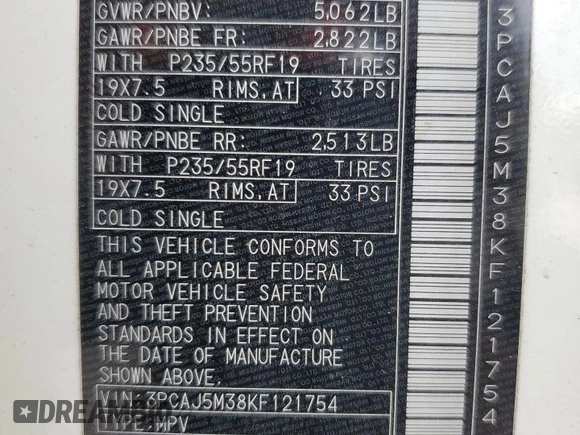 GVWR/PNBV: 5,062LB
GAWR/PNBE FR: 2,822LB
WITH P235/55RF19 TIRES
19X7.5 RIMS,AT 33 PSI
COLD SINGLE
GAWR/PNBE RR: 2,513LB
WITH P235/55RF19 TIRES
19X7.5 RIMS,AT 33 PSI
COLD SINGLE
THIS VEHICLE CONFORMS TO
ALL APPLICABLE FEDERAL
MOTOR VEHICLE SAFETY
AND THEFT PREVENTION
STANDARDS IN EFFECT ON
THE DATE OF MANUFACTURE
SHOWN ABOVE.
VIN:3PCAJ5M38KF121754
TYPE:MPV
3PCAJ5M38KF121754